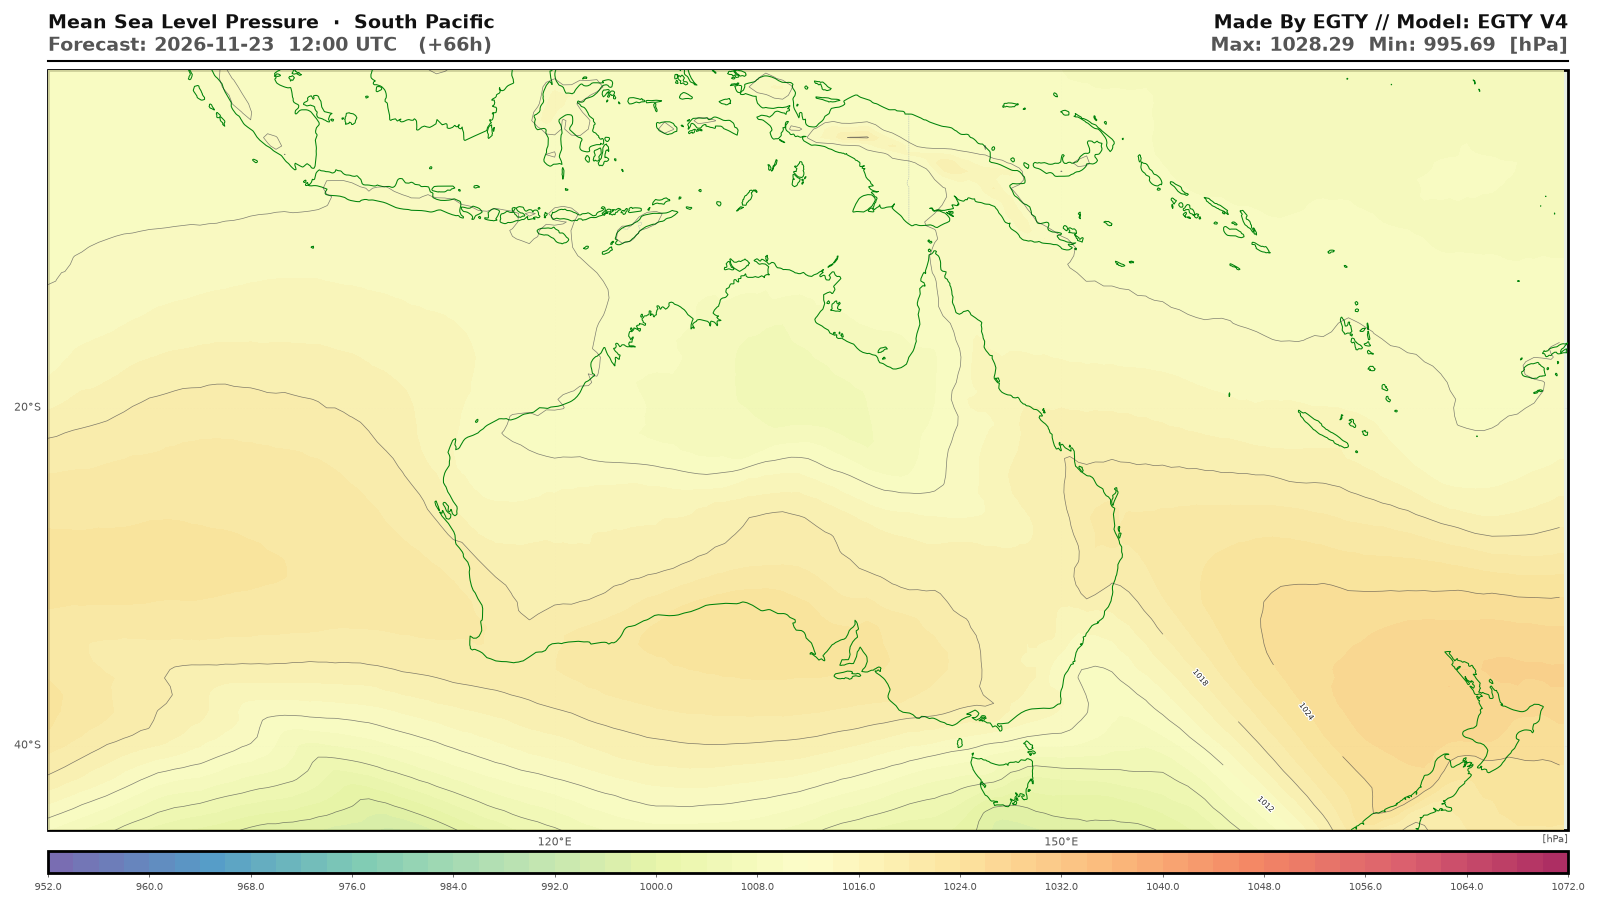 Mean Sea Level Pressure · South Pacific
Forecast: 2026-11-23 12:00 UTC (+66h)
Made By EGTY // Model: EGTY V4
Max: 1028.29 Min: 995.69 [hPa]
20°S
40°S
1018
1024
1012
120°E
150°E
[hPa]
952.0 960.0 968.0 976.0 984.0 992.0 1000.0 1008.0 1016.0 1024.0 1032.0 1040.0 1048.0 1056.0 1064.0 1072.0